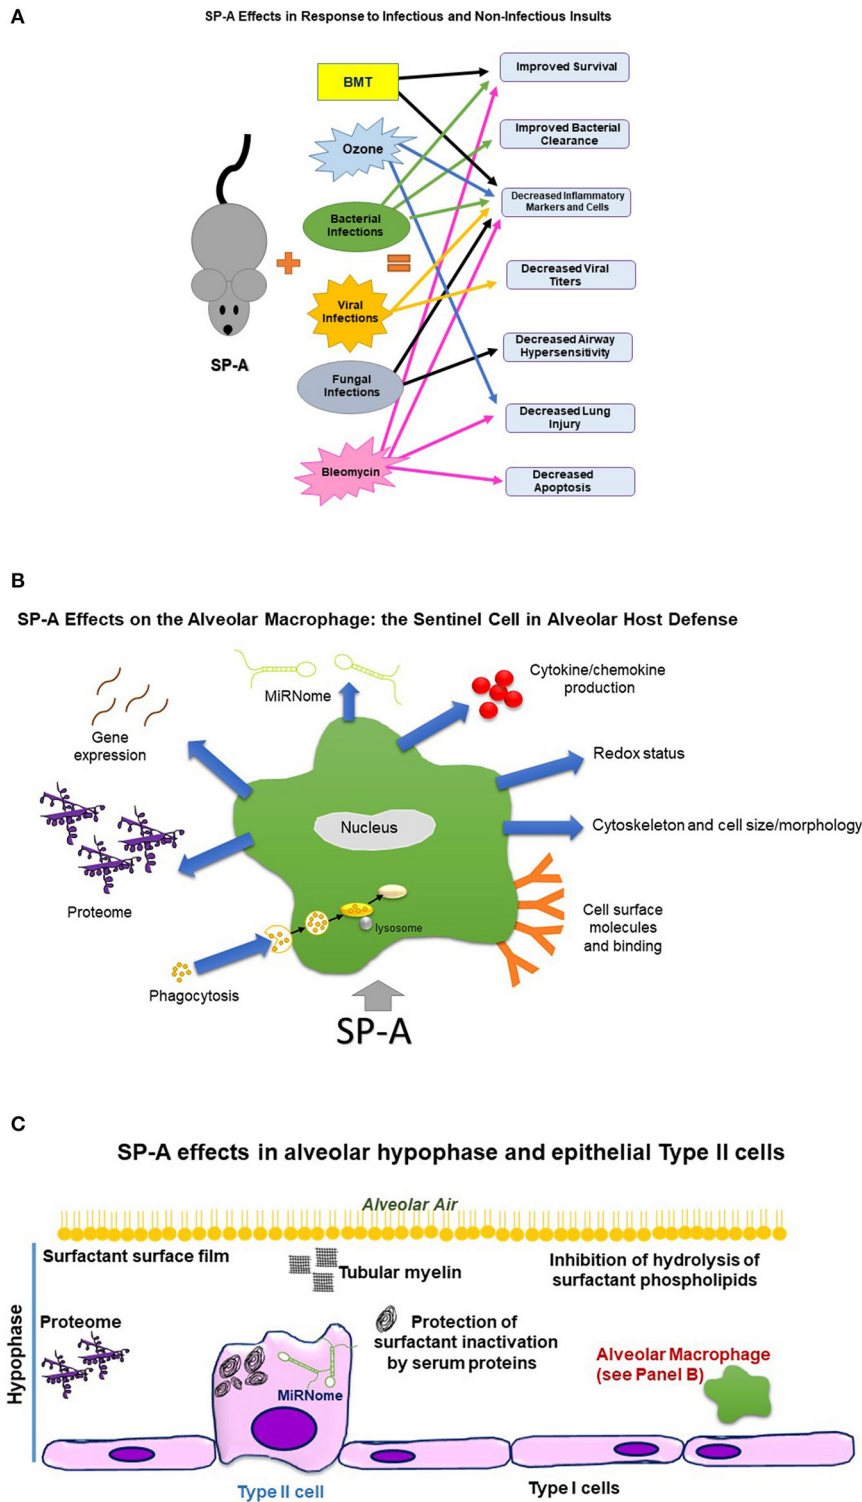 A
SP-A Effects in Response to Infectious and Non-Infectious Insults
BMT
Ozone
Bacterial
Infections
Viral
Infections
Fungal
Infections
Bleomycin
SP-A
Improved Survival
Improved Bacterial
Clearance
Decreased Inflammatory
Markers and Cells
Decreased Viral
Titers
Decreased Airway
Hypersensitivity
Decreased Lung
Injury
Decreased
Apoptosis
B
SP-A Effects on the Alveolar Macrophage: the Sentinel Cell in Alveolar Host Defense
MiRNome
Cytokine/chemokine
production
Gene
expression
Redox status
Nucleus
Cytoskeleton and cell size/morphology
Proteome
Cell surface
molecules
and binding
lysosome
Phagocytosis
SP-A
C
SP-A effects in alveolar hypophase and epithelial Type II cells
Alveolar Air
Surfactant surface film
Tubular myelin
Inhibition of hydrolysis of
surfactant phospholipids
Hypophase
Proteome
Protection of
surfactant inactivation
by serum proteins
MiRNome
Alveolar Macrophage
(see Panel B)
Type II cell
Type I cells